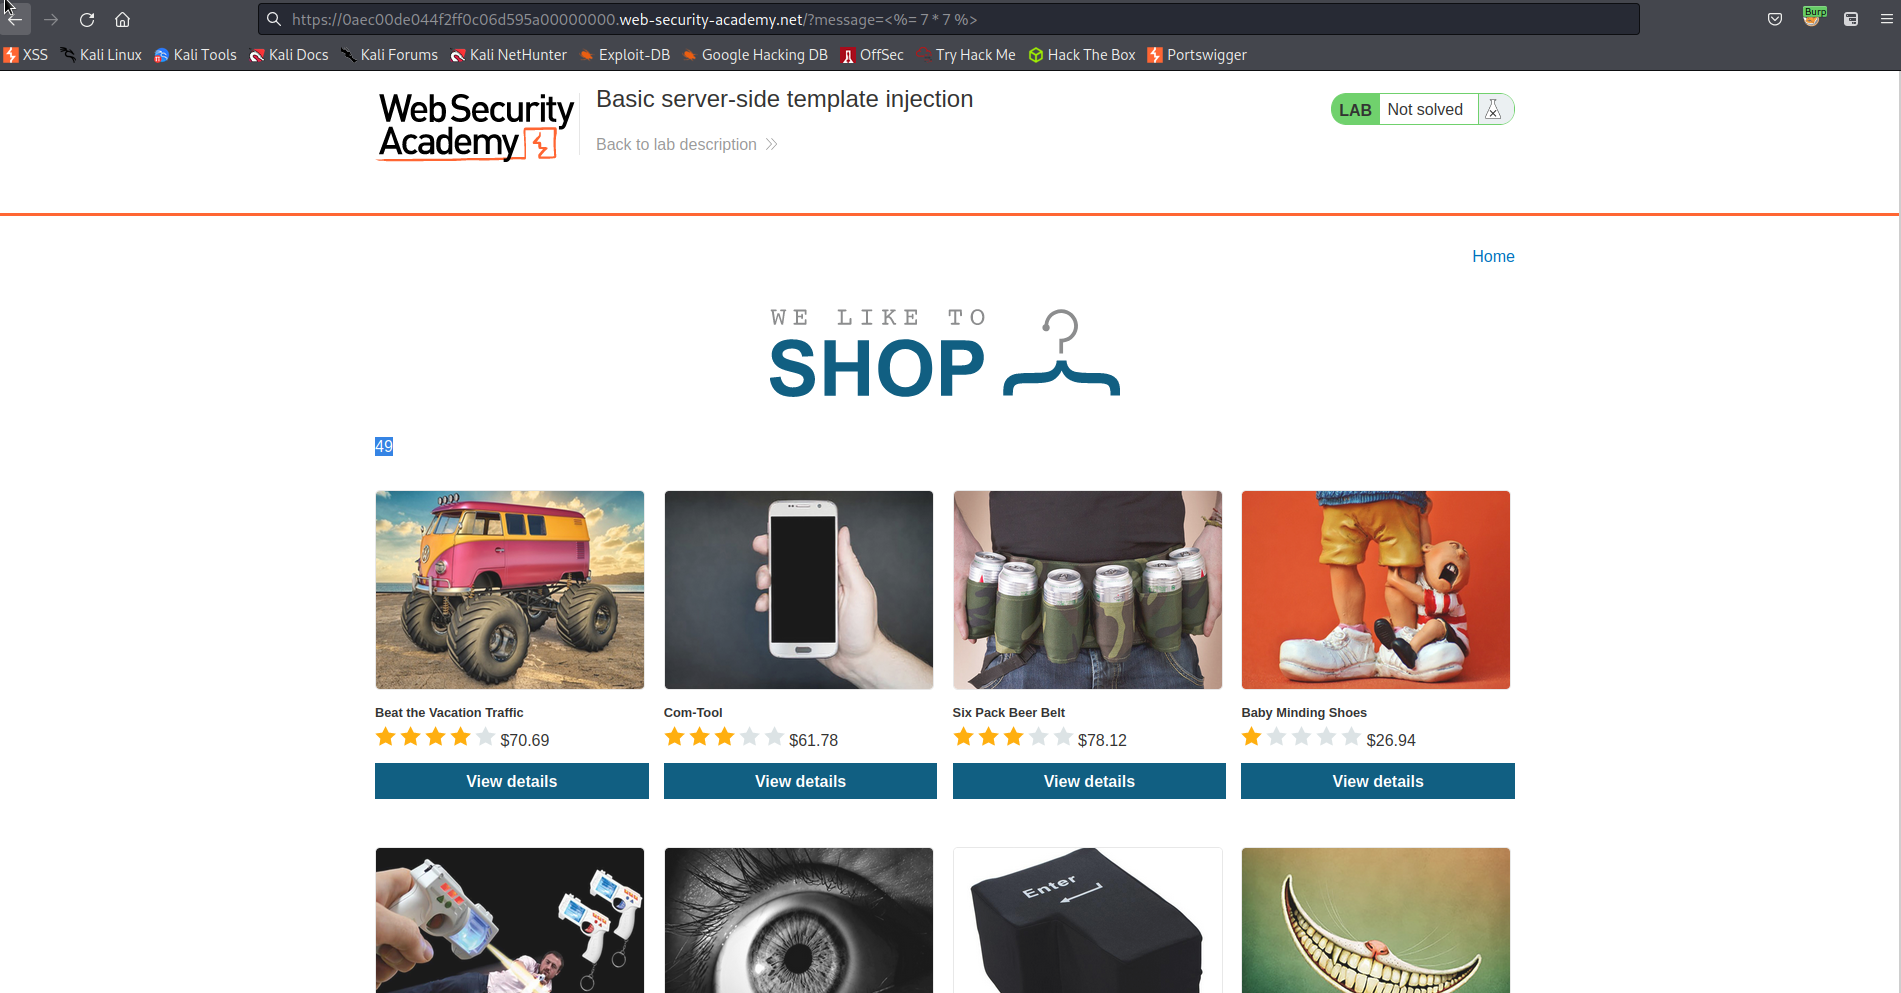 https://0aec00de044f2ff0c06d595a00000000.web-security-academy.net/?message=<%= 7 * 7 %>
Burp
XSS Kali Linux Kali Tools Kali Docs Kali Forums Kali NetHunter Exploit-DB Google Hacking DB OffSec Try Hack Me Hack The Box Portswigger
Web Security
Academy
Basic server-side template injection
Back to lab description
LAB Not solved
Home
WE LIKE TO
SHOP
49
Beat the Vacation Traffic
$70.69
View details
Com-Tool
$61.78
View details
Six Pack Beer Belt
$78.12
View details
Baby Minding Shoes
$26.94
View details
Enter